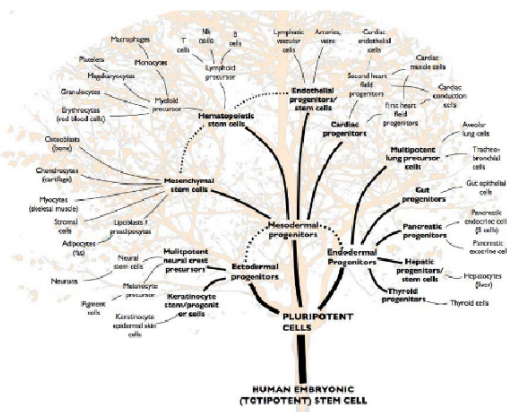 Macrophages
T cells
Nk cells
B cells
Lymphatic vascular cells
Arteries, veins
Cardiac endothelial cells
Platelets
Monocytes
Megakaryocytes
Lymphoid precursor
Cardiac muscle cells
Second heart field progenitors
Granulocytes
Myeloid precursor
Endothelial progenitors/ stem cells
Cardiac conduction cells
Erythrocytes (red blood cells)
Hematopoietic stem cells
First heart field progenitors
Cardiac progenitors
Aveolar lung cells
Osteoblasts (bone)
Multipotent lung precursor cells
Tracheo-bronchial cells
Chondrocytes (cartilage)
Mesenchymal stem cells
Gut epithelial cells
Myocytes (skeletal muscle)
Gut progenitors
Stromal cells
Lipoblasts / preadipocytes
Mesodermal progenitors
Pancreatic endocrine cells (ß cells)
Adipocytes (fat)
Pancreatic progenitors
Pancreatic exocrine cells
Neural stem cells
Mulitpotent neural crest precursors
Ectodermal progenitors
Endodermal Progenitors
Hepatic progenitors/ stem cells
Hepatocytes (liver)
Neurons
Melanocyte precursor
Keratinocyte stem/progenit er cells
Thyroid progenitors
Thyroid cells
Pigment cells
Keratinocyte epidermal skin cells
PLURIPOTENT CELLS
HUMAN EMBRYONIC
(TOTIPOTENT) STEM CELL